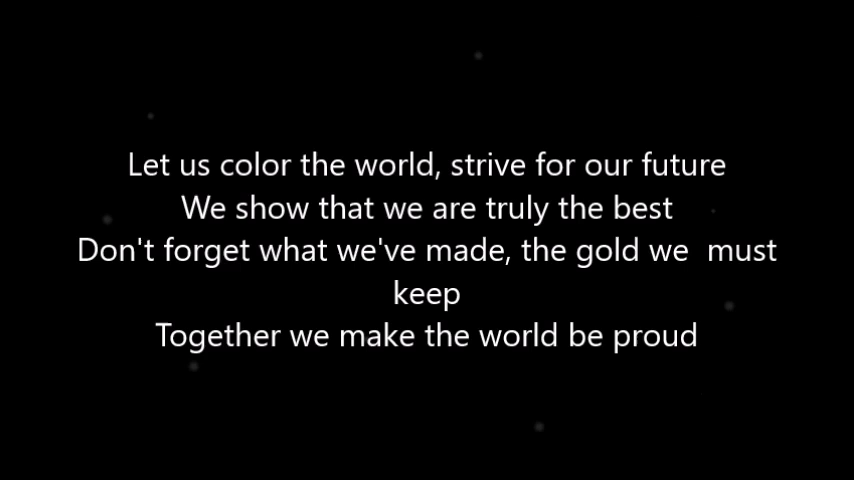 Let us color the world, strive for our future
We show that we are truly the best
Don't forget what we've made, the gold we  must
keep
Together we make the world be proud